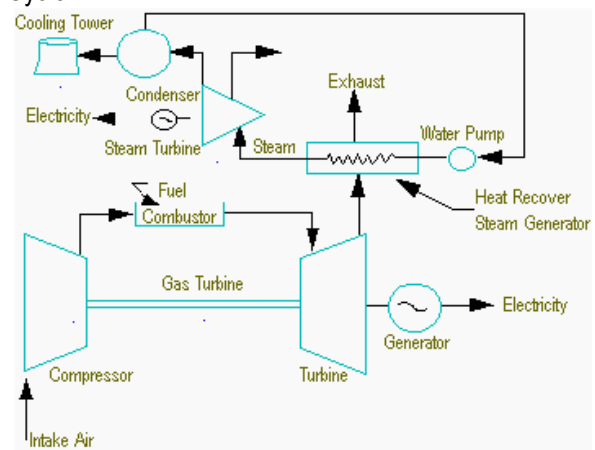 Cooling Tower
Exhaust
Condenser
Electricity
Water Pump
Steam Turbine
Steam
Fuel
Heat Recover
Steam Generator
Combustor
Gas Turbine
Electricity
Generator
Compressor
Turbine
Intake Air